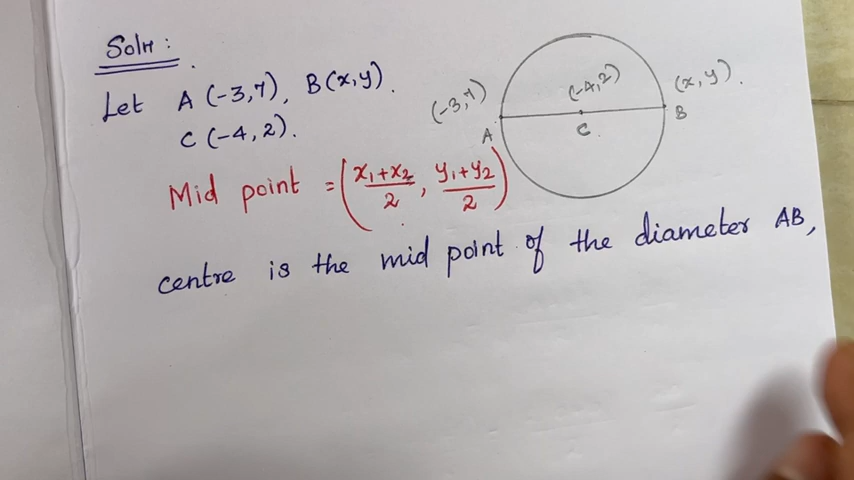 Soln :
Let A (-3,7), B(x,y).
C (-4,2).
(-3,7)
(-4,2)
(x,y).
A
C
B
Mid point = (x₁+x₂/2, y₁+y₂/2)
centre is the mid point of the diameter AB,